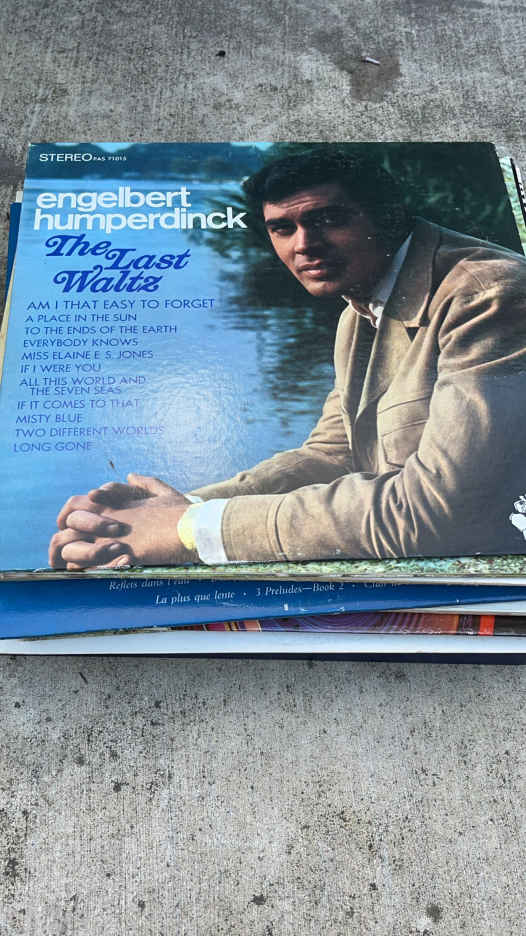 STEREO PAS 71015
engelbert
humperdinck
The Last
Waltz
AM I THAT EASY TO FORGET
A PLACE IN THE SUN
TO THE ENDS OF THE EARTH
EVERYBODY KNOWS
MISS ELAINE E. S. JONES
IF I WERE YOU
ALL THIS WORLD AND
THE SEVEN SEAS
IF IT COMES TO THAT
MISTY BLUE
TWO DIFFERENT WORLDS
LONG GONE
Reflets dans l'eau
La plus que lente • 3 Preludes—Book 2 •